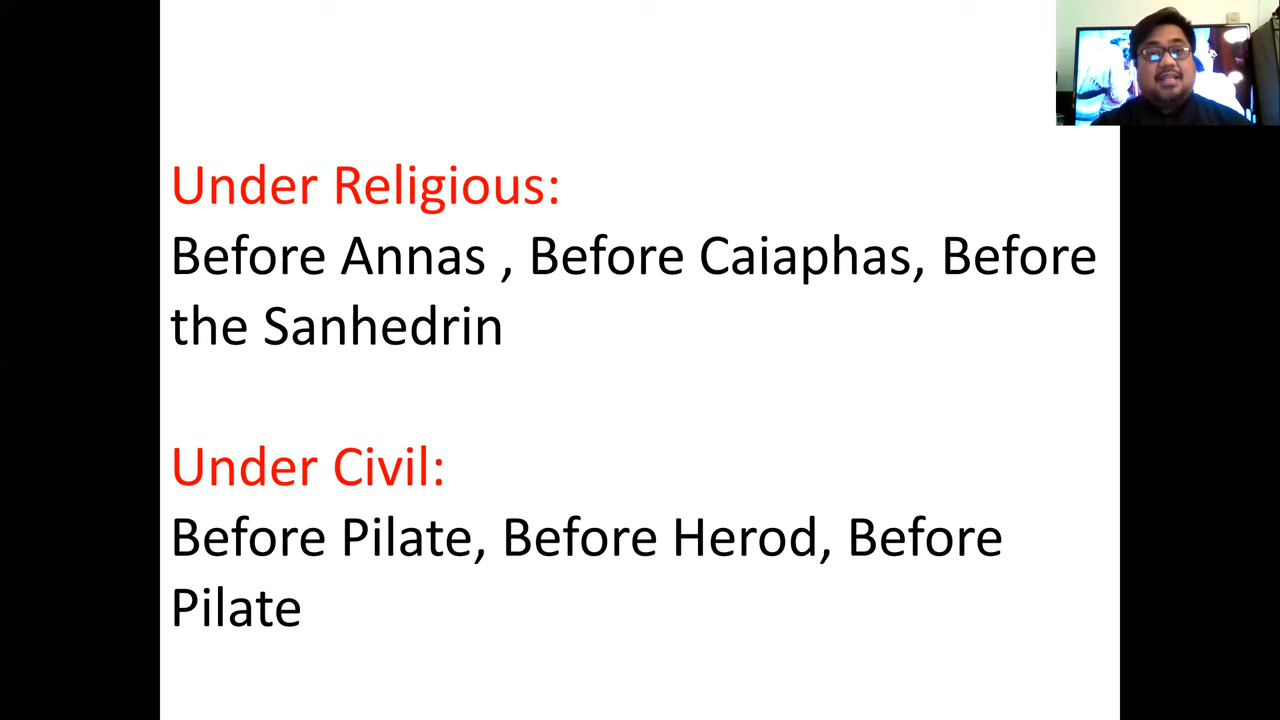 Under Religious:
Before Annas , Before Caiaphas, Before
the Sanhedrin
Under Civil:
Before Pilate, Before Herod, Before
Pilate